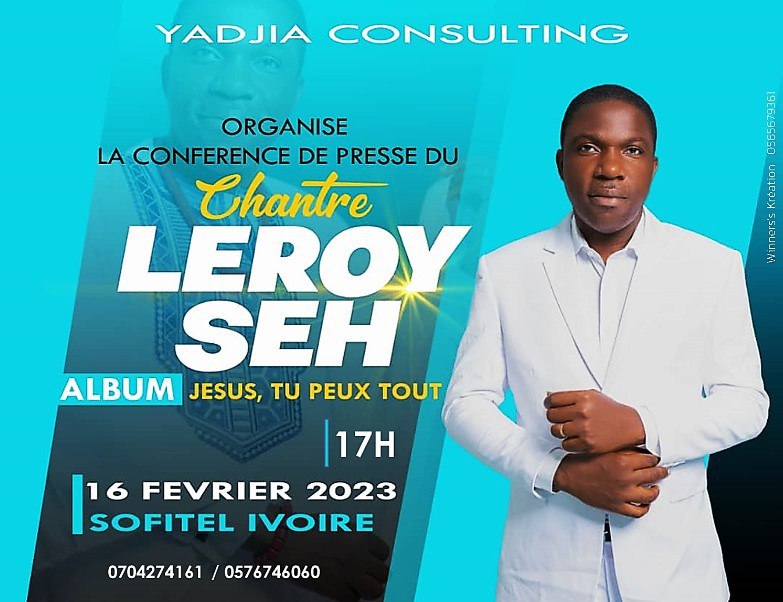 YADJIA CONSULTING
ORGANISE
LA CONFERENCE DE PRESSE DU
Chantre
LEROY
SEH
ALBUM JESUS, TU PEUX TOUT
17H
16 FEVRIER 2023
SOFITEL IVOIRE
0704274161 / 0576746060
Winners's Kréation 0555679361